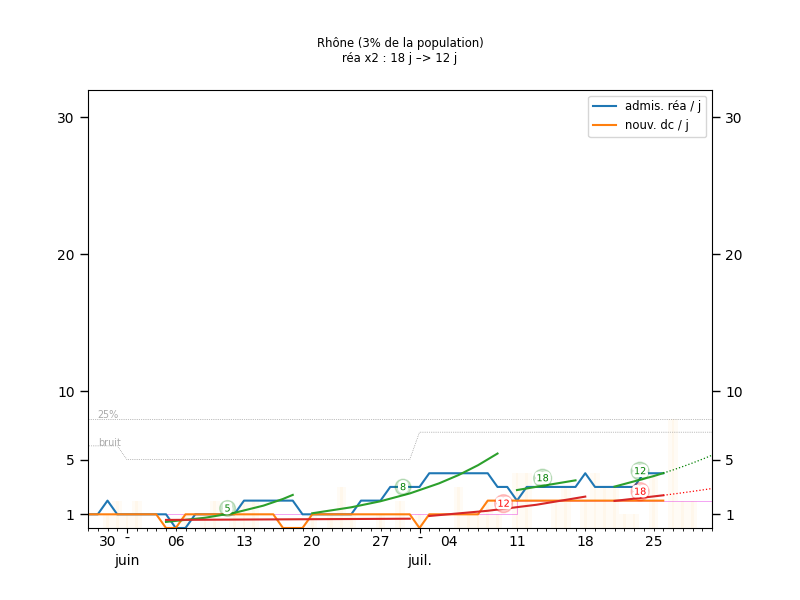 Rhône (3% de la population)
réa x2 : 18 j –> 12 j
admis. réa / j
nouv. dc / j
30 30
20 20
10 10
25%
bruit
5 5
1 1
5 8 12 18 12 18
30 - 06 13 20 27 - 04 11 18 25
juin juil.